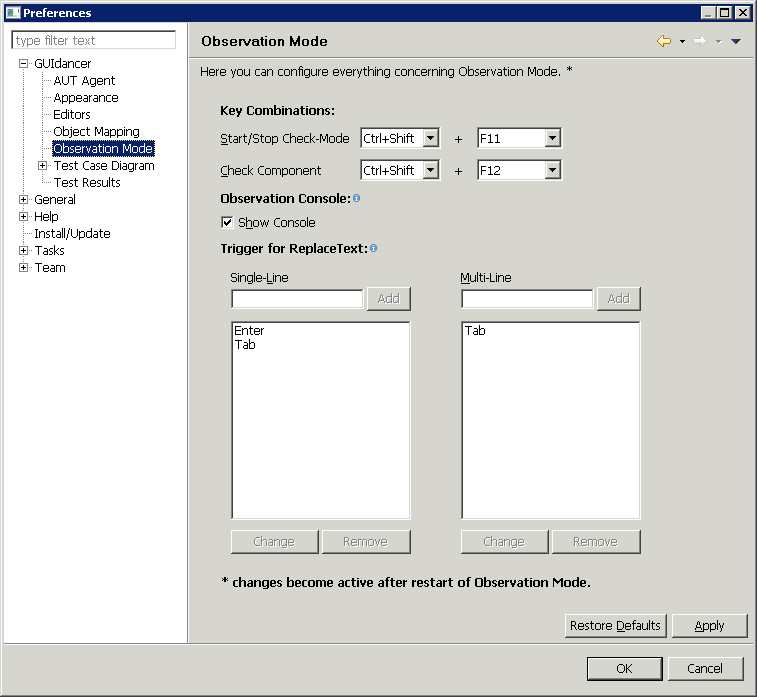 Preferences
type filter text
GUIdancer
AUT Agent
Appearance
Editors
Object Mapping
Observation Mode
Test Case Diagram
Test Results
General
Help
Install/Update
Tasks
Team
Observation Mode
Here you can configure everything concerning Observation Mode. *
Key Combinations:
Start/Stop Check-Mode Ctrl+Shift + F11
Check Component Ctrl+Shift + F12
Observation Console:
Show Console
Trigger for ReplaceText:
Single-Line Multi-Line
Add Add
Enter Tab
Tab
Change Remove Change Remove
* changes become active after restart of Observation Mode.
Restore Defaults Apply
OK Cancel